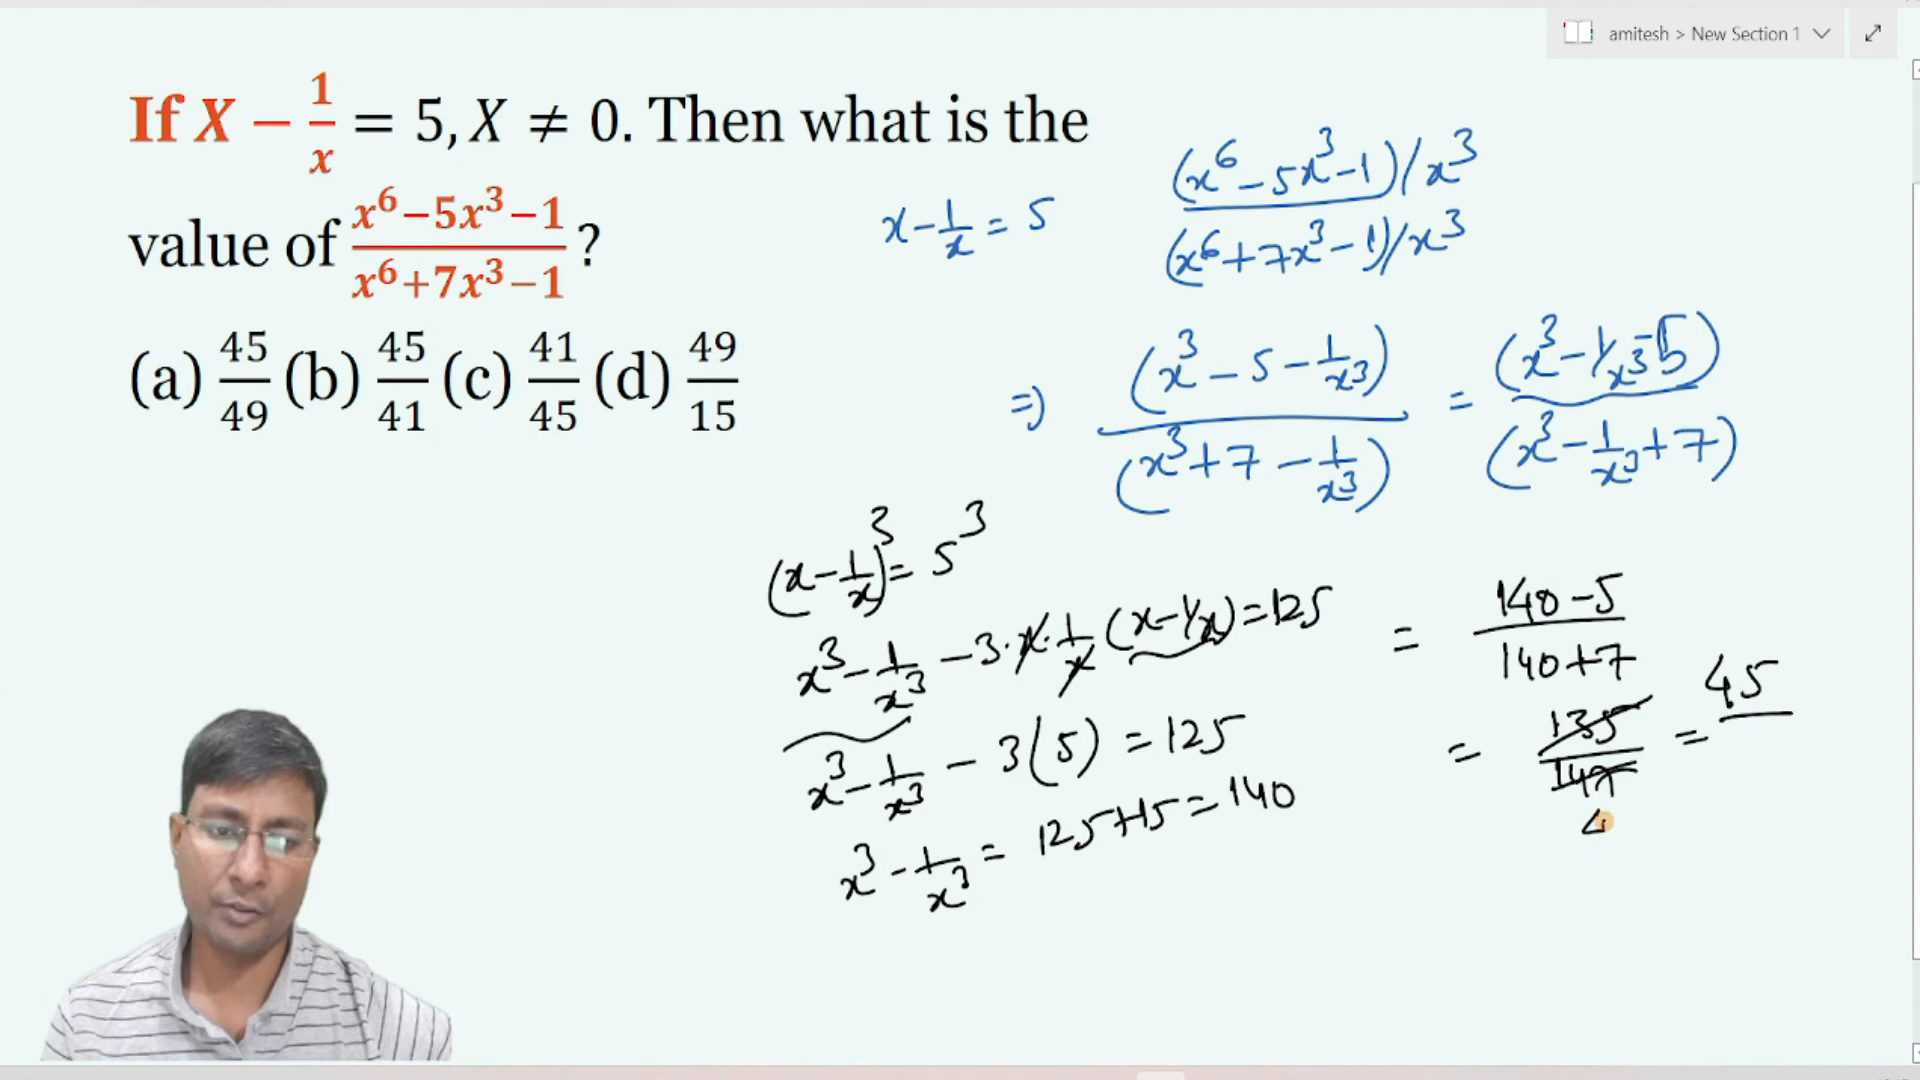 amitesh > New Section 1
If X − 1/x = 5, X ≠ 0. Then what is the
value of (x⁶−5x³−1)/(x⁶+7x³−1) ?
(a) 45/49 (b) 45/41 (c) 41/45 (d) 49/15
x − 1/x = 5
(x⁶ − 5x³ − 1)/x³
(x⁶ + 7x³ − 1)/x³
⇒ (x³ − 5 − 1/x³)/(x³ + 7 − 1/x³) = (x³ − 1/x³ − 5)/(x³ − 1/x³ + 7)
(x − 1/x)³ = 5³
x³ − 1/x³ − 3·x·1/x (x − 1/x) = 125
x³ − 1/x³ − 3(5) = 125
x³ − 1/x³ = 125+15 = 140
= (140 − 5)/(140 + 7)
= 135/147 = 45